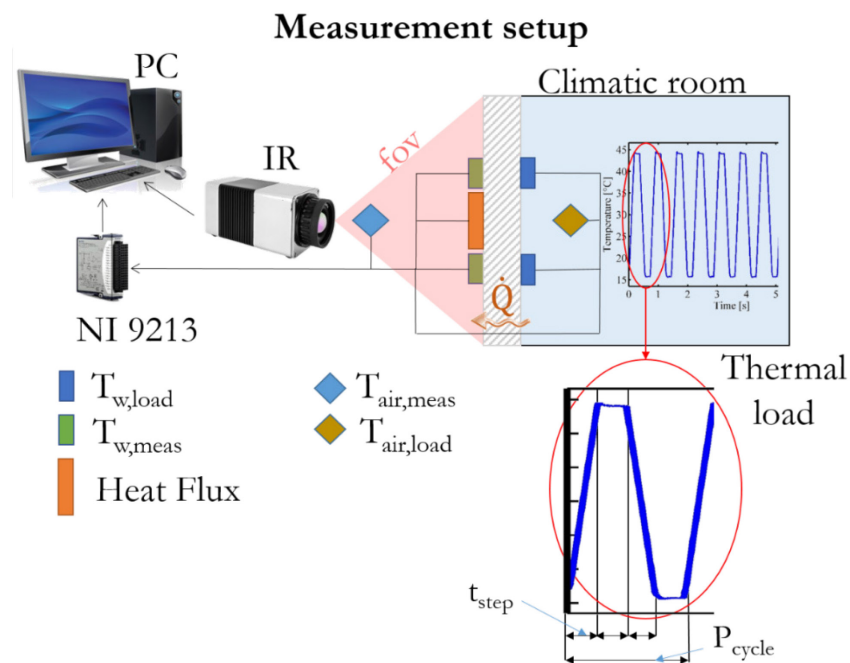 Measurement setup
PC
Climatic room
IR
fov
45
40
35
30
25
20
15
Temperature [°C]
0 1 2 3 4 5
Time [s]
Q̇
NI 9213
T_w,load
T_air,meas
T_w,meas
T_air,load
Heat Flux
Thermal
load
t_step
P_cycle